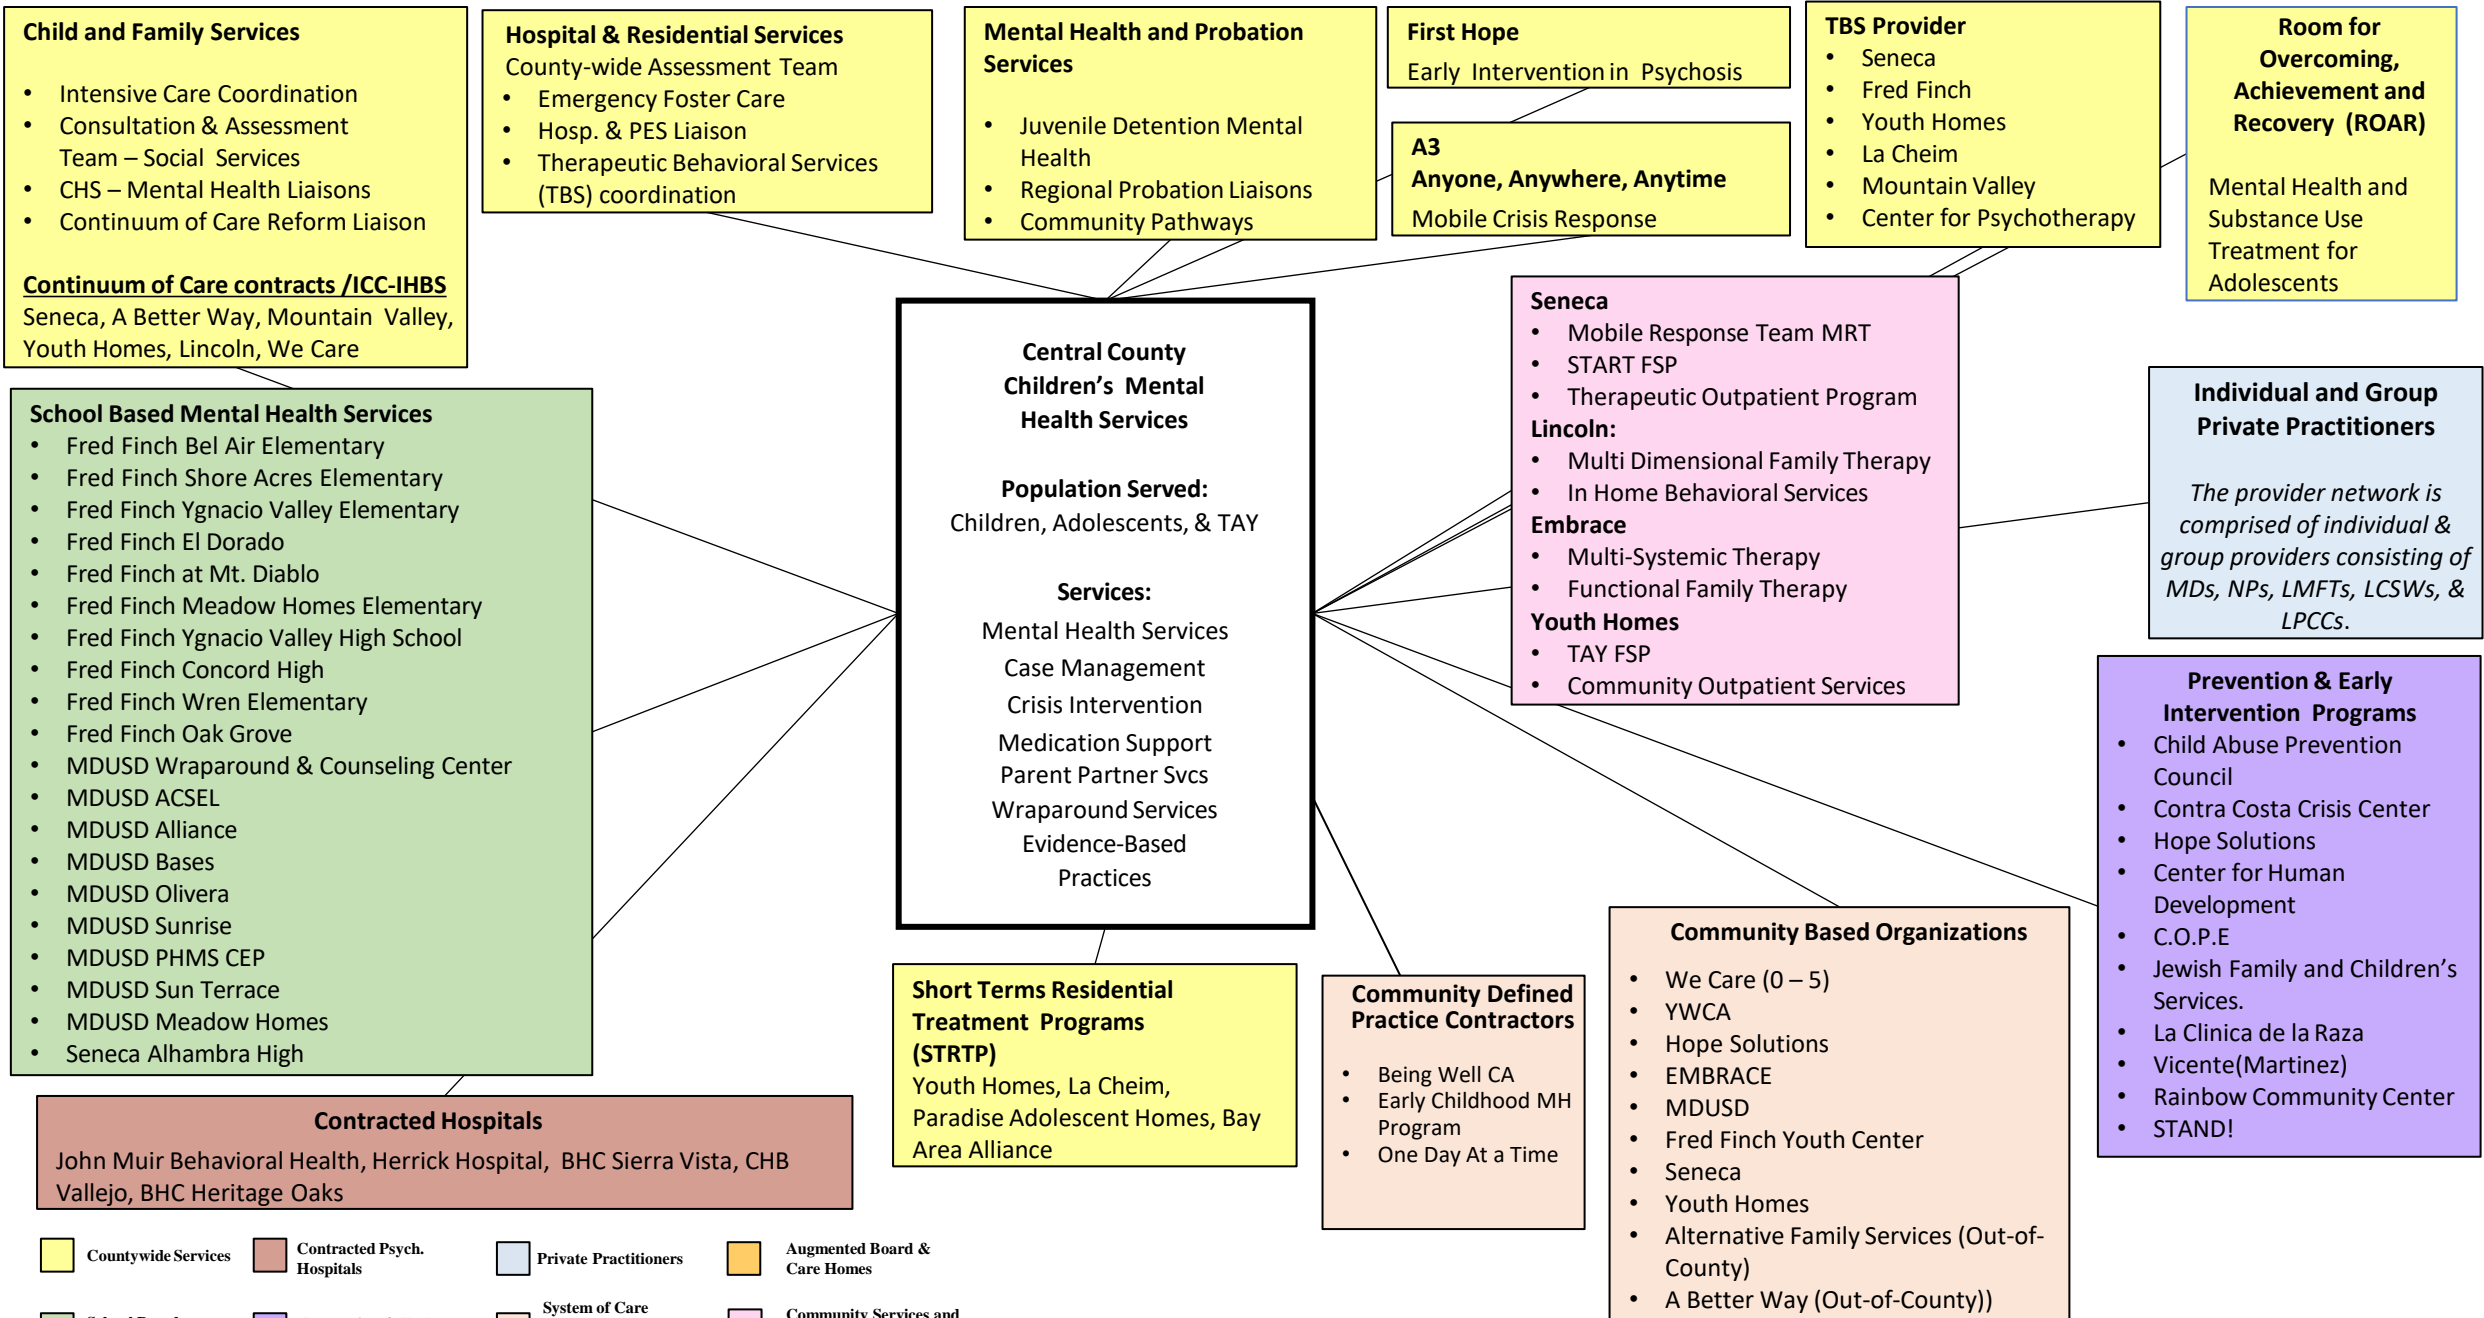 Child and Family Services
• Intensive Care Coordination
• Consultation & Assessment
Team – Social Services
• CHS – Mental Health Liaisons
• Continuum of Care Reform Liaison
Continuum of Care contracts /ICC-IHBS
Seneca, A Better Way, Mountain Valley,
Youth Homes, Lincoln, We Care
Hospital & Residential Services
County-wide Assessment Team
• Emergency Foster Care
• Hosp. & PES Liaison
• Therapeutic Behavioral Services
(TBS) coordination
Mental Health and Probation
Services
• Juvenile Detention Mental
Health
• Regional Probation Liaisons
• Community Pathways
First Hope
Early Intervention in Psychosis
A3
Anyone, Anywhere, Anytime
Mobile Crisis Response
TBS Provider
• Seneca
• Fred Finch
• Youth Homes
• La Cheim
• Mountain Valley
• Center for Psychotherapy
Room for
Overcoming,
Achievement and
Recovery (ROAR)
Mental Health and
Substance Use
Treatment for
Adolescents
School Based Mental Health Services
• Fred Finch Bel Air Elementary
• Fred Finch Shore Acres Elementary
• Fred Finch Ygnacio Valley Elementary
• Fred Finch El Dorado
• Fred Finch at Mt. Diablo
• Fred Finch Meadow Homes Elementary
• Fred Finch Ygnacio Valley High School
• Fred Finch Concord High
• Fred Finch Wren Elementary
• Fred Finch Oak Grove
• MDUSD Wraparound & Counseling Center
• MDUSD ACSEL
• MDUSD Alliance
• MDUSD Bases
• MDUSD Olivera
• MDUSD Sunrise
• MDUSD PHMS CEP
• MDUSD Sun Terrace
• MDUSD Meadow Homes
• Seneca Alhambra High
Central County
Children's Mental
Health Services
Population Served:
Children, Adolescents, & TAY
Services:
Mental Health Services
Case Management
Crisis Intervention
Medication Support
Parent Partner Svcs
Wraparound Services
Evidence-Based
Practices
Seneca
• Mobile Response Team MRT
• START FSP
• Therapeutic Outpatient Program
Lincoln:
• Multi Dimensional Family Therapy
• In Home Behavioral Services
Embrace
• Multi-Systemic Therapy
• Functional Family Therapy
Youth Homes
• TAY FSP
• Community Outpatient Services
Individual and Group
Private Practitioners
The provider network is
comprised of individual &
group providers consisting of
MDs, NPs, LMFTs, LCSWs, &
LPCCs.
Prevention & Early
Intervention Programs
• Child Abuse Prevention
Council
• Contra Costa Crisis Center
• Hope Solutions
• Center for Human
Development
• C.O.P.E
• Jewish Family and Children's
Services.
• La Clinica de la Raza
• Vicente(Martinez)
• Rainbow Community Center
• STAND!
Contracted Hospitals
John Muir Behavioral Health, Herrick Hospital, BHC Sierra Vista, CHB
Vallejo, BHC Heritage Oaks
Short Terms Residential
Treatment Programs
(STRTP)
Youth Homes, La Cheim,
Paradise Adolescent Homes, Bay
Area Alliance
Community Defined
Practice Contractors
• Being Well CA
• Early Childhood MH
Program
• One Day At a Time
Community Based Organizations
• We Care (0 – 5)
• YWCA
• Hope Solutions
• EMBRACE
• MDUSD
• Fred Finch Youth Center
• Seneca
• Youth Homes
• Alternative Family Services (Out-of-
County)
• A Better Way (Out-of-County))
Countywide Services
Contracted Psych.
Hospitals
Private Practitioners
Augmented Board &
Care Homes
System of Care
Community Services and